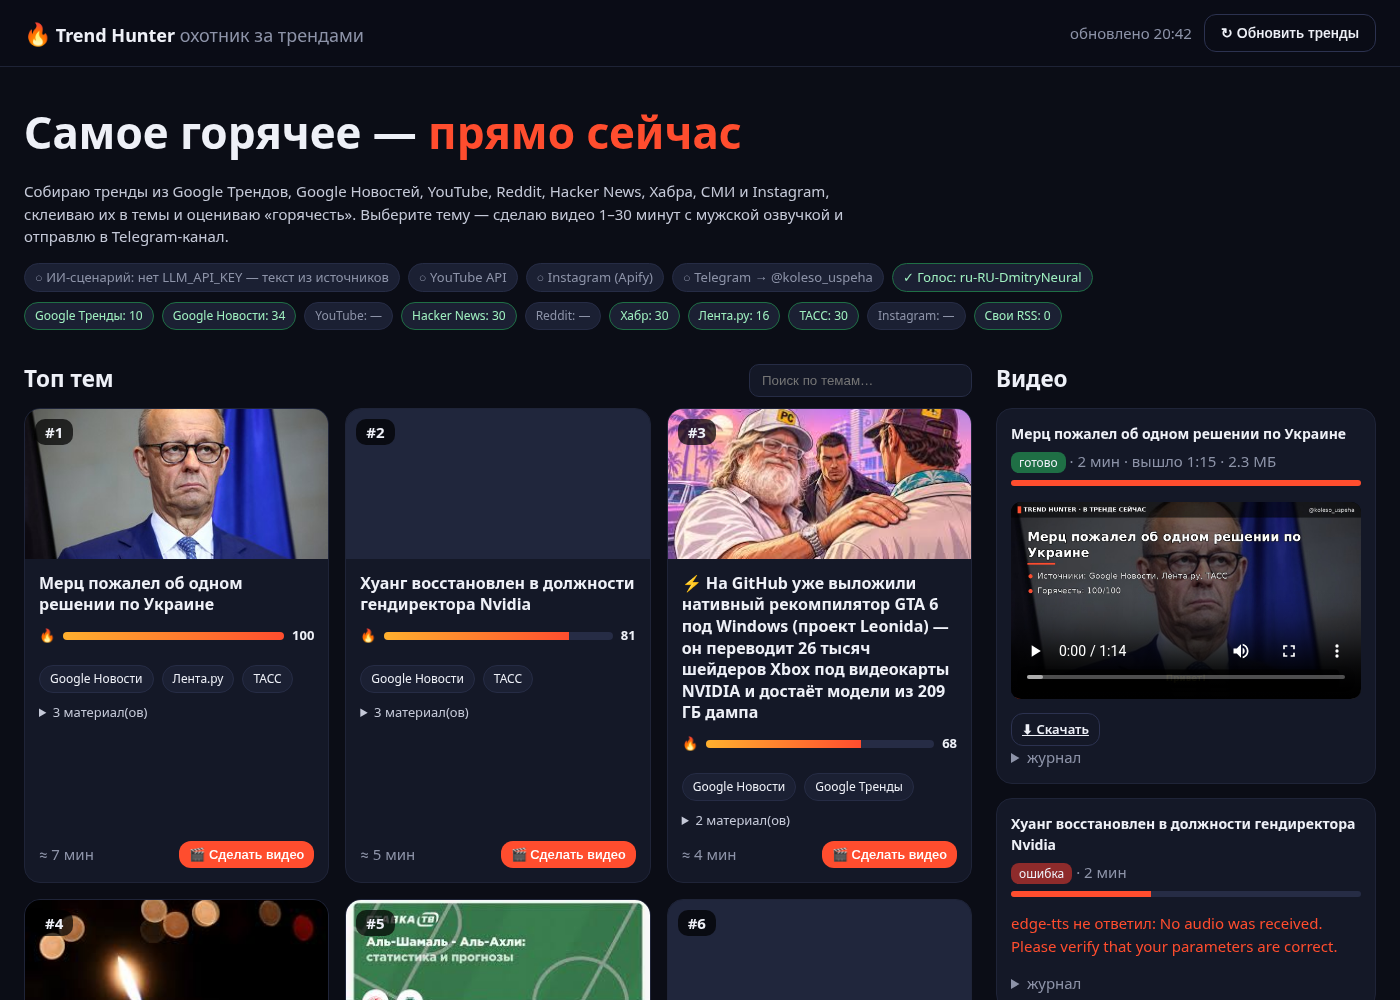 🔥 Trend Hunter охотник за трендами
обновлено 20:42
↻ Обновить тренды
Самое горячее — прямо сейчас
Собираю тренды из Google Трендов, Google Новостей, YouTube, Reddit, Hacker News, Хабра, СМИ и Instagram,
склеиваю их в темы и оцениваю «горячесть». Выберите тему — сделаю видео 1–30 минут с мужской озвучкой и
отправлю в Telegram-канал.
○ ИИ-сценарий: нет LLM_API_KEY — текст из источников
○ YouTube API
○ Instagram (Apify)
○ Telegram → @koleso_uspeha
✓ Голос: ru-RU-DmitryNeural
Google Тренды: 10
Google Новости: 34
YouTube: —
Hacker News: 30
Reddit: —
Хабр: 30
Лента.ру: 16
ТАСС: 30
Instagram: —
Свои RSS: 0
Топ тем
Поиск по темам…
#1
Мерц пожалел об одном
решении по Украине
🔥 100
Google Новости
Лента.ру
ТАСС
▶ 3 материал(ов)
≈ 7 мин
🎬 Сделать видео
#2
Хуанг восстановлен в должности
гендиректора Nvidia
🔥 81
Google Новости
ТАСС
▶ 3 материал(ов)
≈ 5 мин
🎬 Сделать видео
#3
PC
⚡ На GitHub уже выложили
нативный рекомпилятор GTA 6
под Windows (проект Leonida) —
он переводит 26 тысяч
шейдеров Xbox под видеокарты
NVIDIA и достаёт модели из 209
ГБ дампа
🔥 68
Google Новости
Google Тренды
▶ 2 материал(ов)
≈ 4 мин
🎬 Сделать видео
#4
#5
Аль-Шамаль - Аль-Ахли:
статистика и прогнозы
#6
Видео
Мерц пожалел об одном решении по Украине
готово · 2 мин · вышло 1:15 · 2.3 МБ
TREND HUNTER · В ТРЕНДЕ СЕЙЧАС
@koleso_uspeha
Мерц пожалел об одном решении по
Украине
Источники: Google Новости, Лента.ру, ТАСС
Горячесть: 100/100
0:00 / 1:14
⬇ Скачать
▶ журнал
Хуанг восстановлен в должности гендиректора
Nvidia
ошибка · 2 мин
edge-tts не ответил: No audio was received.
Please verify that your parameters are correct.
▶ журнал